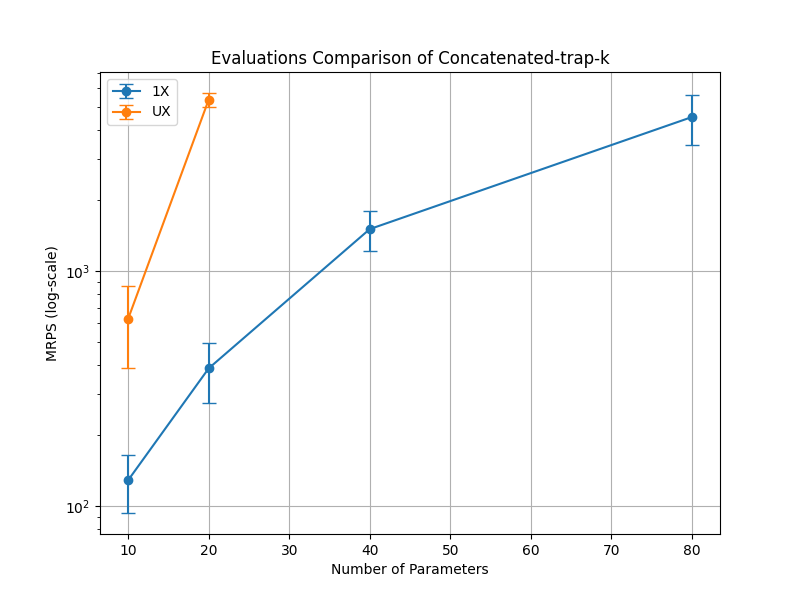 Evaluations Comparison of Concatenated-trap-k
1X
UX
MRPS (log-scale)
10³
10²
10 20 30 40 50 60 70 80
Number of Parameters